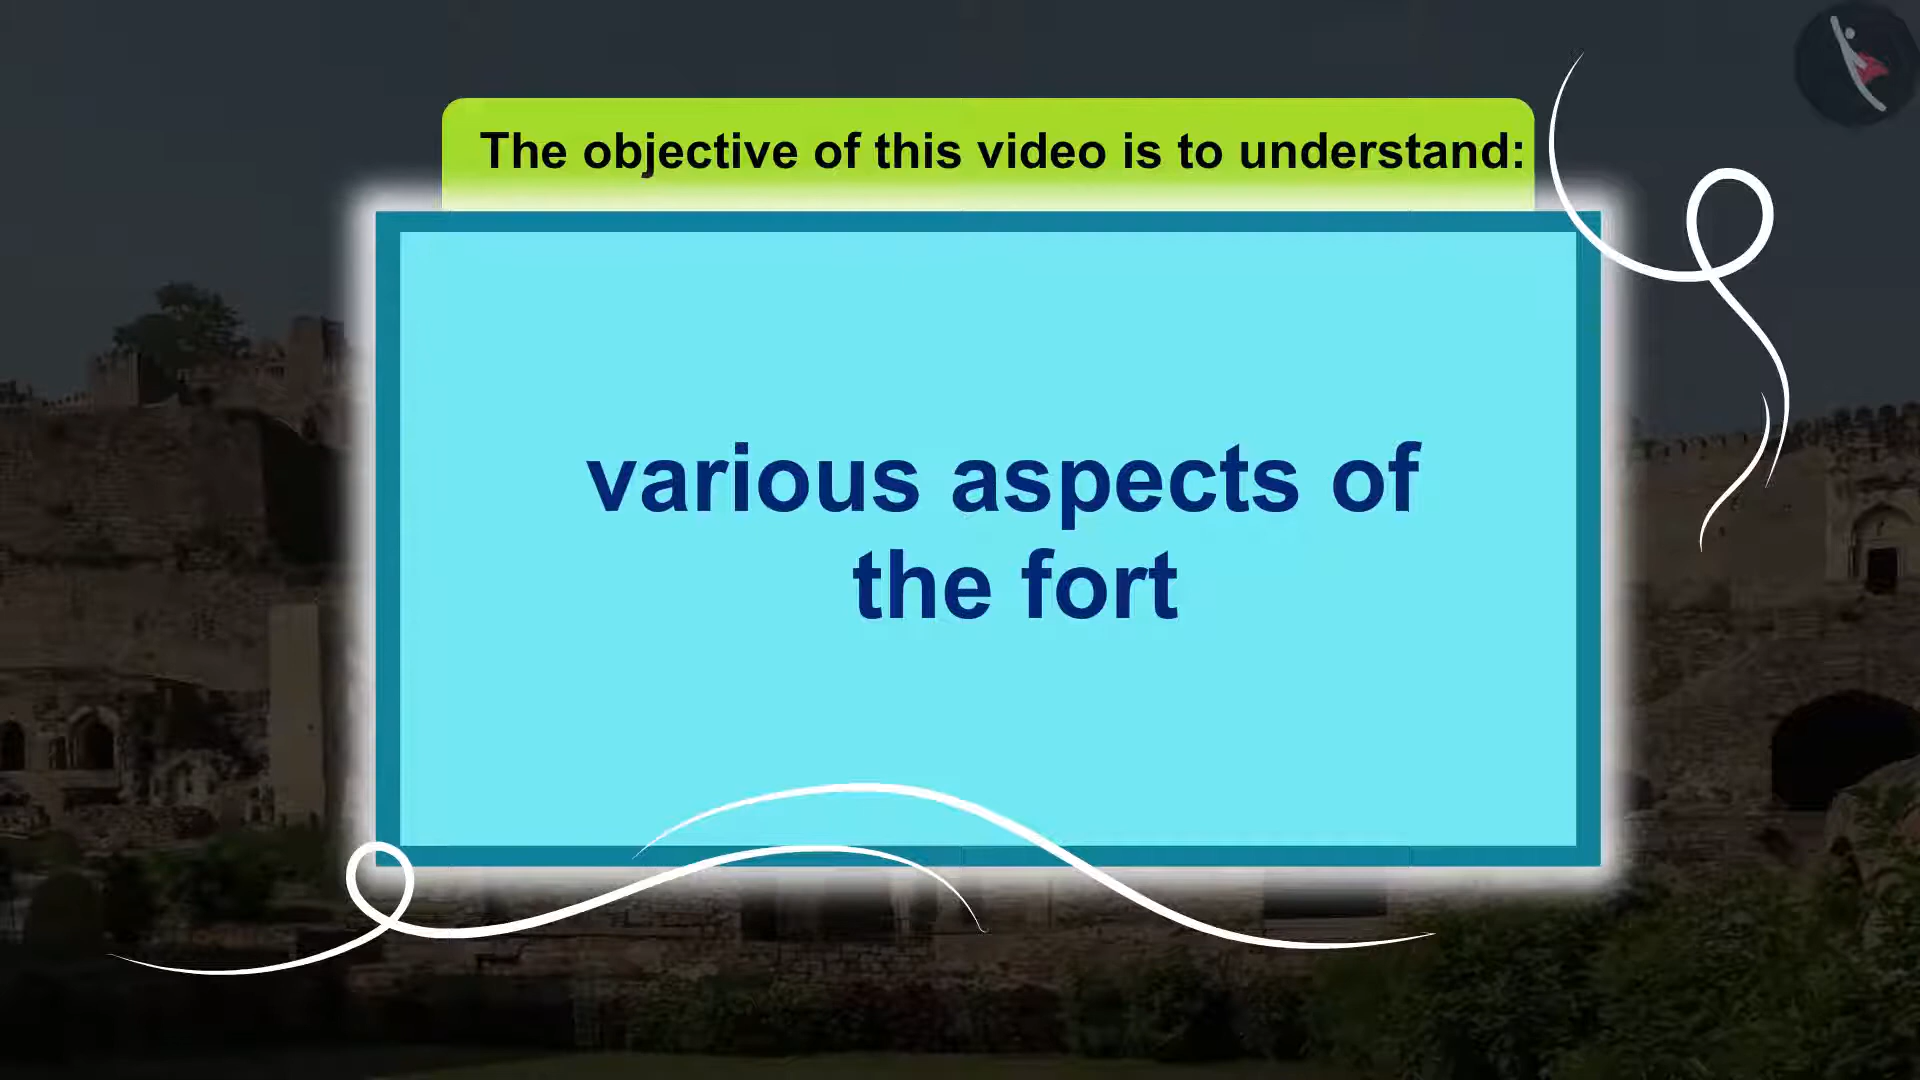 The objective of this video is to understand:
various aspects of
the fort